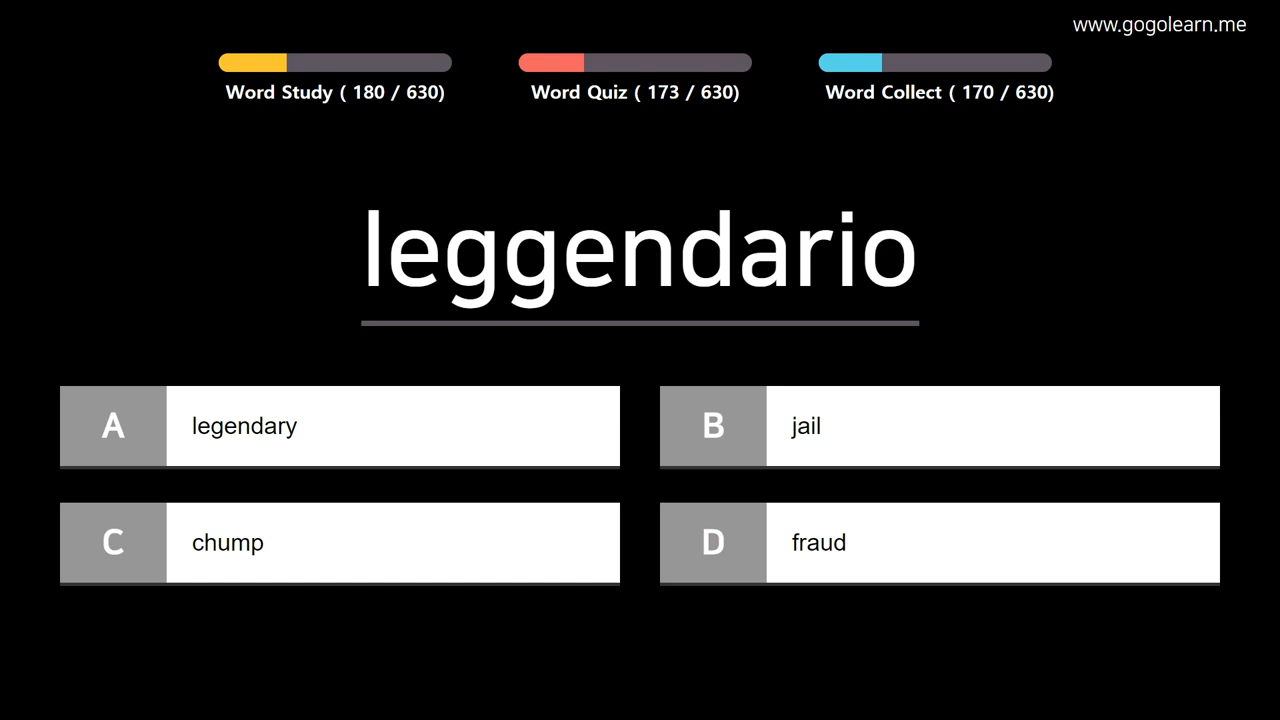 www.gogolearn.me
Word Study ( 180 / 630)
Word Quiz ( 173 / 630)
Word Collect ( 170 / 630)
leggendario
A legendary
B jail
C chump
D fraud